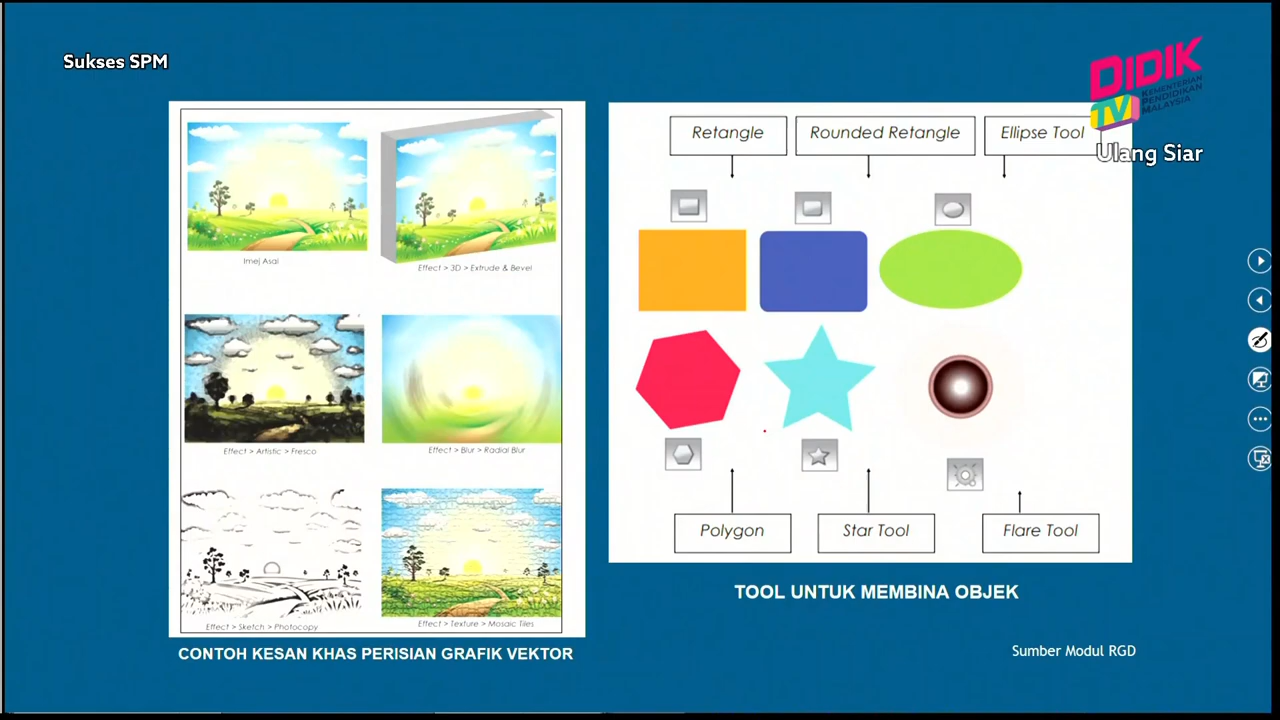 Sukses SPM
DIDIK
TV
KEMENTERIAN
PENDIDIKAN
MALAYSIA
Ulang Siar
Imej Asal
Effect > 3D > Extrude & Bevel
Effect > Artistic > Fresco
Effect > Blur > Radial Blur
Effect > Sketch > Photocopy
Effect > Texture > Mosaic Tiles
CONTOH KESAN KHAS PERISIAN GRAFIK VEKTOR
Retangle
Rounded Retangle
Ellipse Tool
Polygon
Star Tool
Flare Tool
TOOL UNTUK MEMBINA OBJEK
Sumber Modul RGD